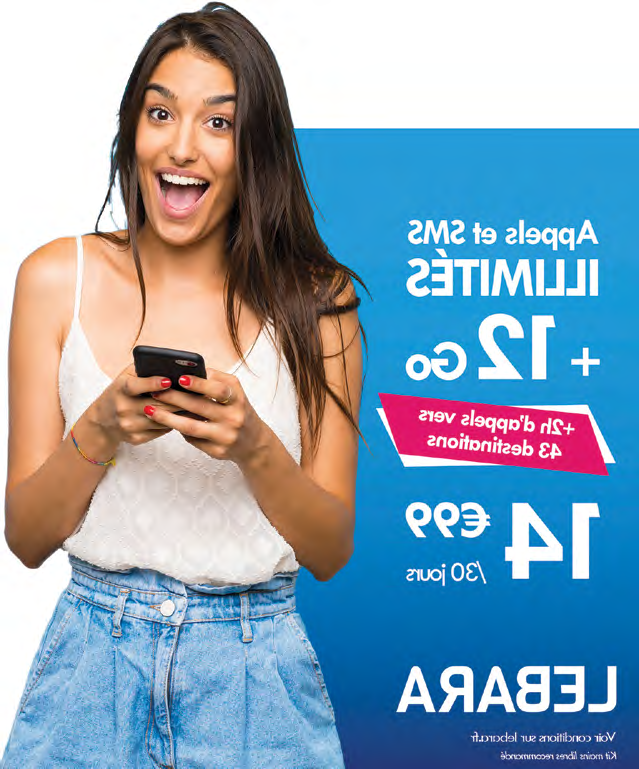 Appels et SMS
ILLIMITÉS
+ 12 Go
+2h d'appels vers
43 destinations
14€99
/30 jours
LEBARA
Voir conditions sur lebara.fr
Kit mains libres recommandé